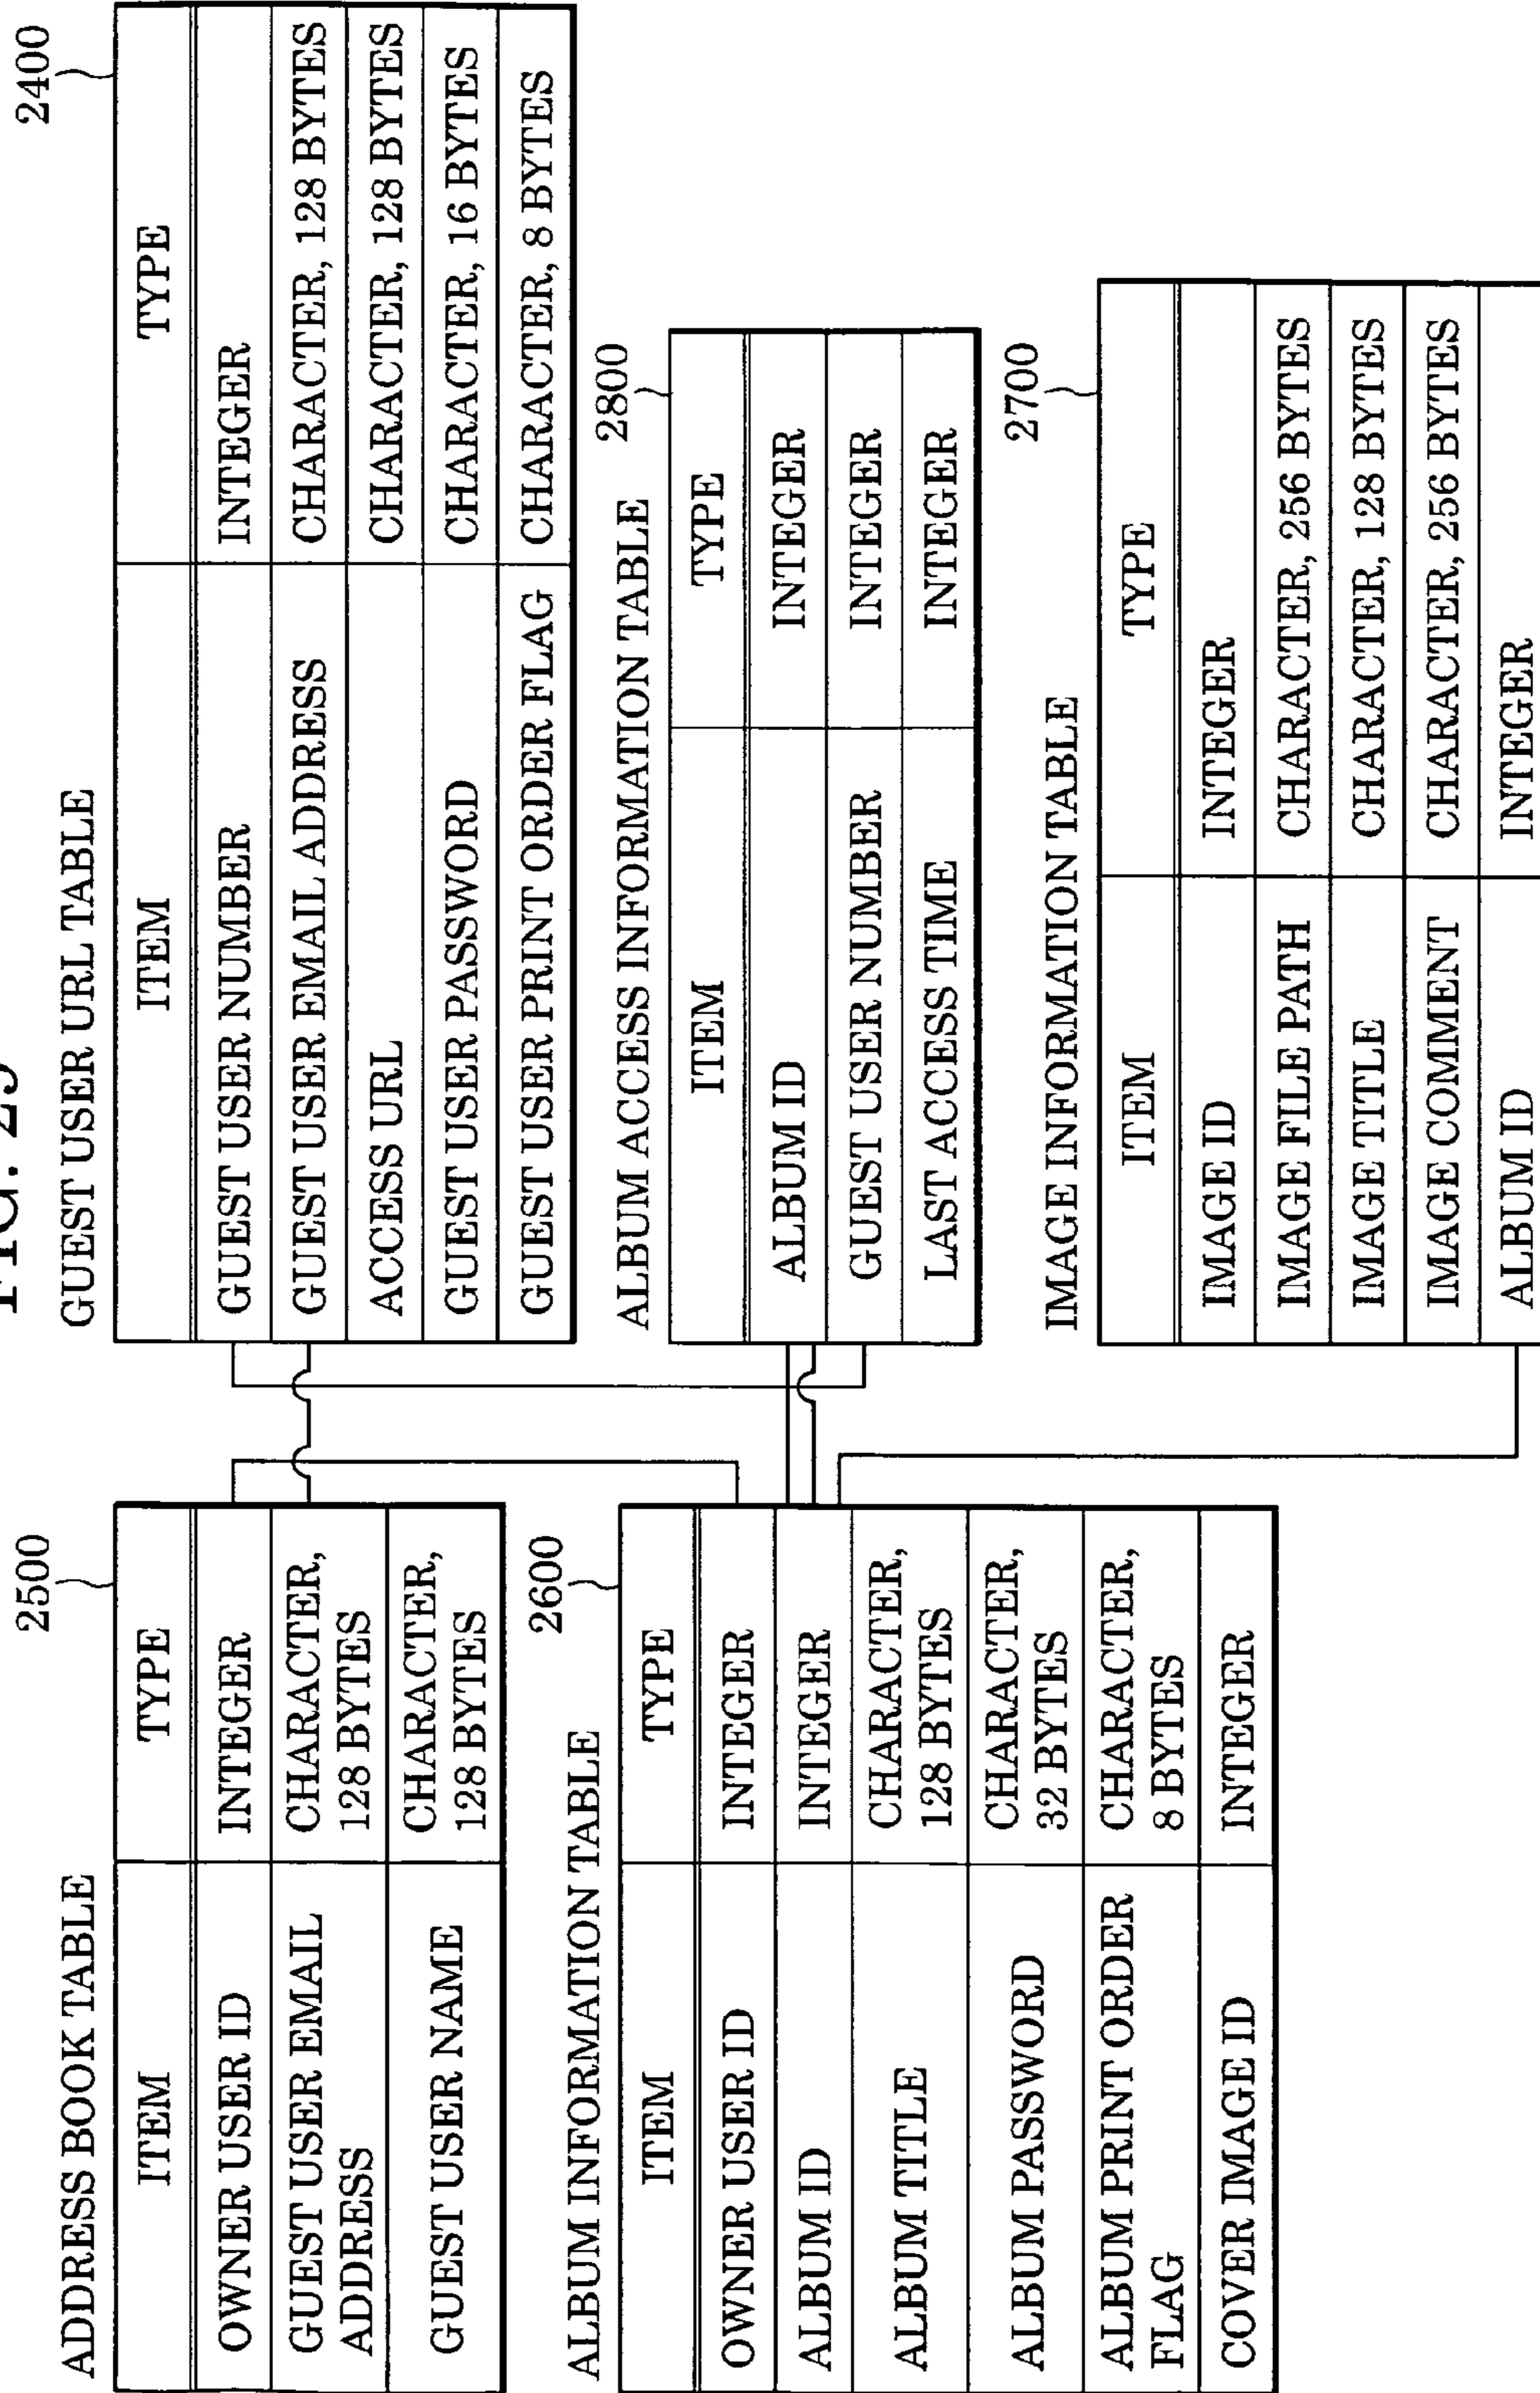 FIG. 25
ADDRESS BOOK TABLE
2500
ITEM TYPE
OWNER USER ID INTEGER
GUEST USER EMAIL CHARACTER,
ADDRESS 128 BYTES
GUEST USER NAME CHARACTER,
128 BYTES
ALBUM INFORMATION TABLE
2600
ITEM TYPE
OWNER USER ID INTEGER
ALBUM ID INTEGER
ALBUM TITLE CHARACTER,
128 BYTES
ALBUM PASSWORD CHARACTER,
32 BYTES
ALBUM PRINT ORDER CHARACTER,
FLAG 8 BYTES
COVER IMAGE ID INTEGER
GUEST USER URL TABLE
2400
ITEM TYPE
GUEST USER NUMBER INTEGER
GUEST USER EMAIL ADDRESS CHARACTER, 128 BYTES
ACCESS URL CHARACTER, 128 BYTES
GUEST USER PASSWORD CHARACTER, 16 BYTES
GUEST USER PRINT ORDER FLAG CHARACTER, 8 BYTES
ALBUM ACCESS INFORMATION TABLE
2800
ITEM TYPE
ALBUM ID INTEGER
GUEST USER NUMBER INTEGER
LAST ACCESS TIME INTEGER
IMAGE INFORMATION TABLE
2700
ITEM TYPE
IMAGE ID INTEGER
IMAGE FILE PATH CHARACTER, 256 BYTES
IMAGE TITLE CHARACTER, 128 BYTES
IMAGE COMMENT CHARACTER, 256 BYTES
ALBUM ID INTEGER